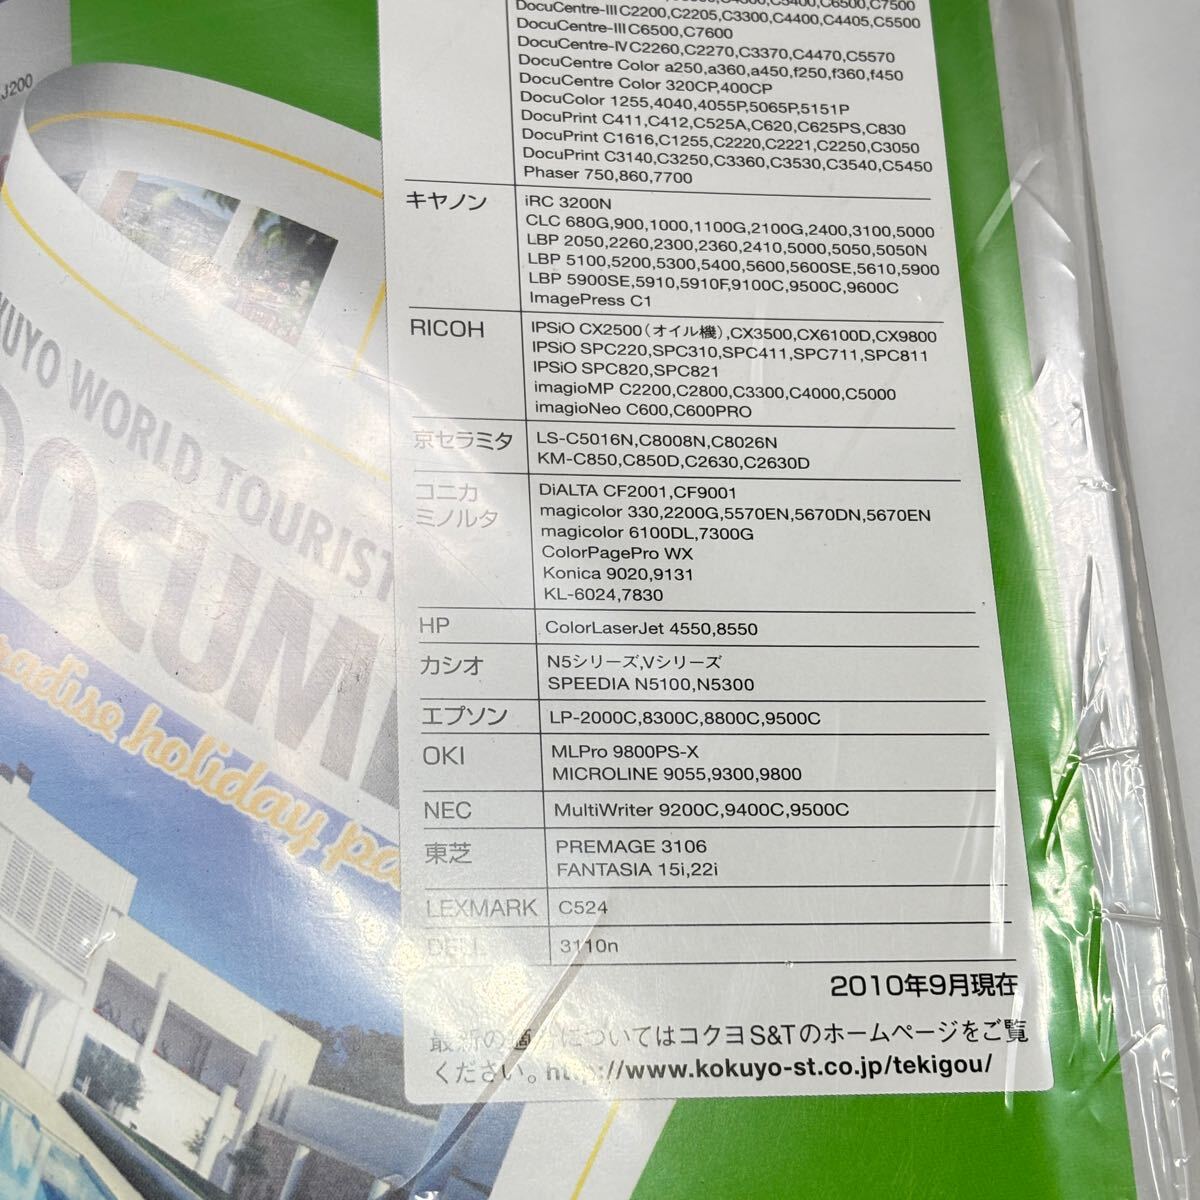 J200
DocuCentre-III C2200,C2205,C3300,C4400,C4405,C5500
DocuCentre-III C6500,C7600
DocuCentre-IV C2260,C2270,C3370,C4470,C5570
DocuCentre Color a250,a360,a450,f250,f360,f450
DocuCentre Color 320CP,400CP
DocuColor 1255,4040,4055P,5065P,5151P
DocuPrint C411,C412,C525A,C620,C625PS,C830
DocuPrint C1616,C1255,C2220,C2221,C2250,C3050
DocuPrint C3140,C3250,C3360,C3530,C3540,C5450
Phaser 750,860,7700
キヤノン
iRC 3200N
CLC 680G,900,1000,1100G,2100G,2400,3100,5000
LBP 2050,2260,2300,2360,2410,5000,5050,5050N
LBP 5100,5200,5300,5400,5600,5600SE,5610,5900
LBP 5900SE,5910,5910F,9100C,9500C,9600C
ImagePress C1
RICOH
IPSiO CX2500(オイル機),CX3500,CX6100D,CX9800
IPSiO SPC220,SPC310,SPC411,SPC711,SPC811
IPSiO SPC820,SPC821
imagioMP C2200,C2800,C3300,C4000,C5000
imagioNeo C600,C600PRO
京セラミタ
LS-C5016N,C8008N,C8026N
KM-C850,C850D,C2630,C2630D
コニカ
ミノルタ
DiALTA CF2001,CF9001
magicolor 330,2200G,5570EN,5670DN,5670EN
magicolor 6100DL,7300G
ColorPagePro WX
Konica 9020,9131
KL-6024,7830
HP
ColorLaserJet 4550,8550
カシオ
N5シリーズ,Vシリーズ
SPEEDIA N5100,N5300
エプソン
LP-2000C,8300C,8800C,9500C
OKI
MLPro 9800PS-X
MICROLINE 9055,9300,9800
NEC
MultiWriter 9200C,9400C,9500C
東芝
PREMAGE 3106
FANTASIA 15i,22i
LEXMARK
C524
DELL
3110n
2010年9月現在
最新の適合についてはコクヨS&Tのホームページをご覧
ください。http://www.kokuyo-st.co.jp/tekigou/
KUYO WORLD TOURIST
DOCUM
radise holiday pa